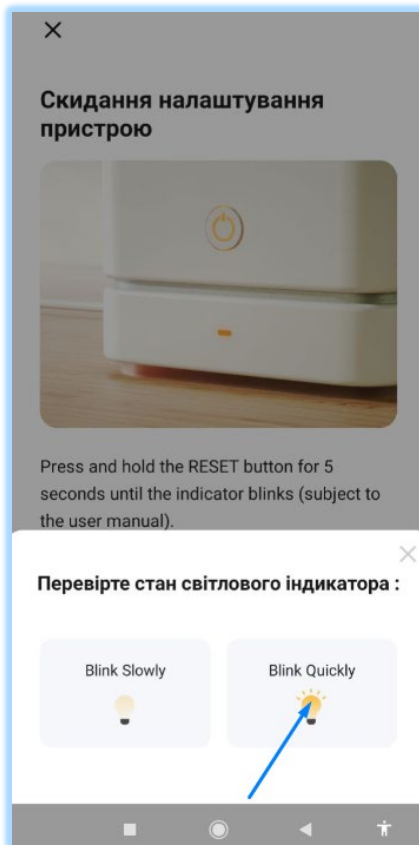 Скидання налаштування
пристрою
Press and hold the RESET button for 5
seconds until the indicator blinks (subject to
the user manual).
Перевірте стан світлового індикатора :
Blink Slowly
Blink Quickly